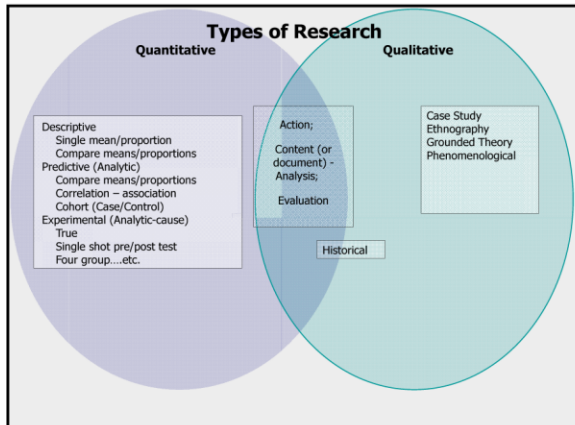 Types of Research
Quantitative
Qualitative
Descriptive
Single mean/proportion
Compare means/proportions
Predictive (Analytic)
Compare means/proportions
Correlation – association
Cohort (Case/Control)
Experimental (Analytic-cause)
True
Single shot pre/post test
Four group....etc.
Action;
Content (or
document) -
Analysis;
Evaluation
Historical
Case Study
Ethnography
Grounded Theory
Phenomenological